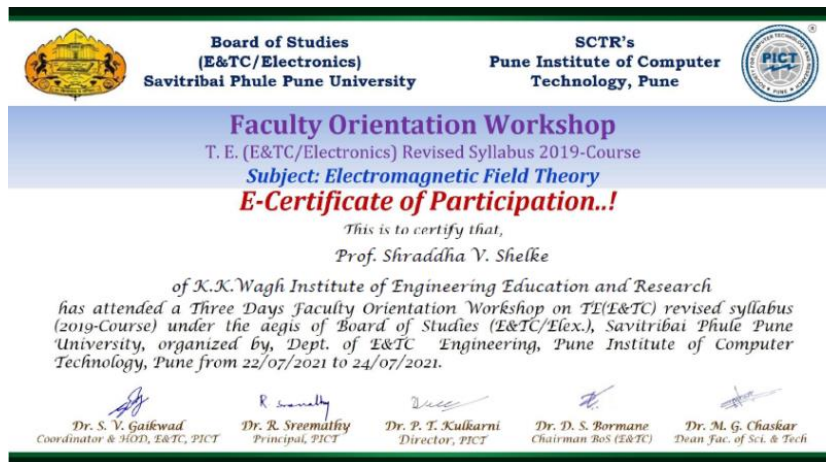 Board of Studies
(E&TC/Electronics)
Savitribai Phule Pune University
SCTR's
Pune Institute of Computer
Technology, Pune
PICT
Faculty Orientation Workshop
T. E. (E&TC/Electronics) Revised Syllabus 2019-Course
Subject: Electromagnetic Field Theory
E-Certificate of Participation..!
This is to certify that,
Prof. Shraddha V. Shelke
of K.K.Wagh Institute of Engineering Education and Research
has attended a Three Days Faculty Orientation Workshop on TE(E&TC) revised syllabus
(2019-Course) under the aegis of Board of Studies (E&TC/Elex.), Savitribai Phule Pune
University, organized by, Dept. of E&TC Engineering, Pune Institute of Computer
Technology, Pune from 22/07/2021 to 24/07/2021.
Dr. S. V. Gaikwad
Coordinator & HOD, E&TC, PICT
Dr. R. Sreemathy
Principal, PICT
Dr. P. T. Kulkarni
Director, PICT
Dr. D. S. Bormane
Chairman BoS (E&TC)
Dr. M. G. Chaskar
Dean Fac. of Sci. & Tech